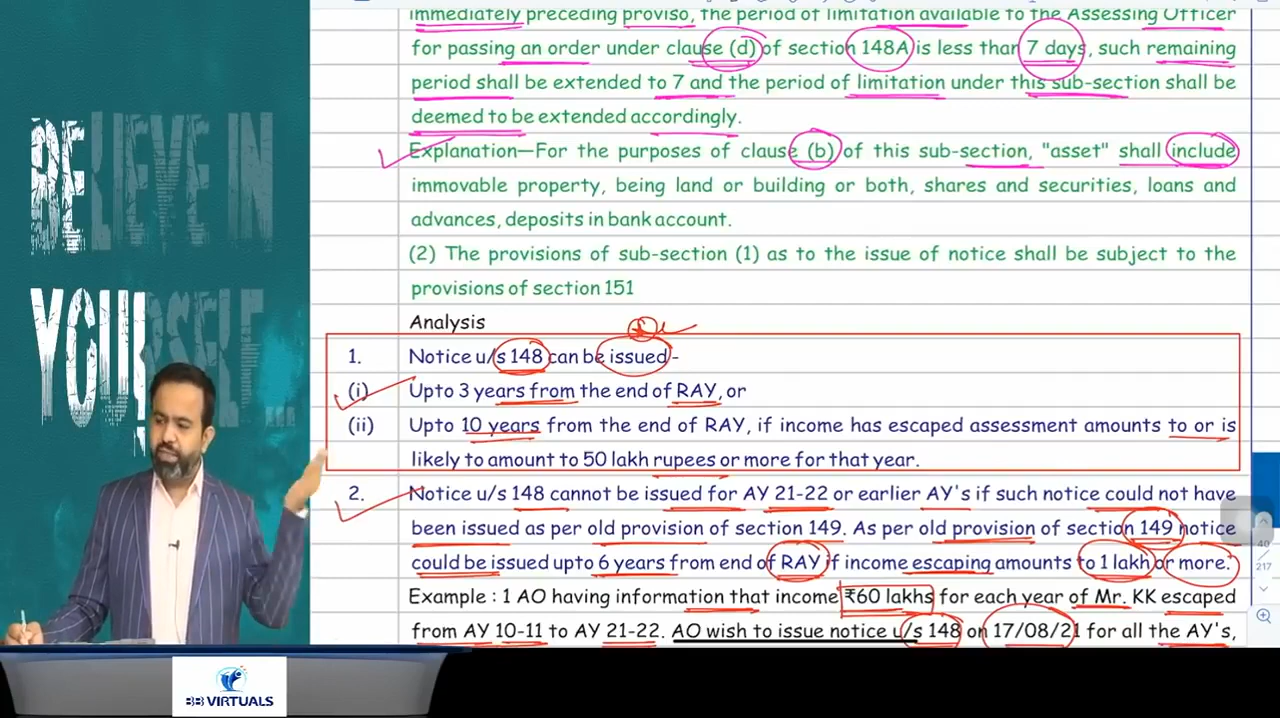 immediately preceding proviso, the period of limitation available to the Assessing Officer
for passing an order under clause (d) of section 148A is less than 7 days, such remaining
period shall be extended to 7 and the period of limitation under this sub-section shall be
deemed to be extended accordingly.
Explanation—For the purposes of clause (b) of this sub-section, "asset" shall include
immovable property, being land or building or both, shares and securities, loans and
advances, deposits in bank account.
(2) The provisions of sub-section (1) as to the issue of notice shall be subject to the
provisions of section 151
Analysis
1. Notice u/s 148 can be issued -
(i) Upto 3 years from the end of RAY, or
(ii) Upto 10 years from the end of RAY, if income has escaped assessment amounts to or is
likely to amount to 50 lakh rupees or more for that year.
2. Notice u/s 148 cannot be issued for AY 21-22 or earlier AY's if such notice could not have
been issued as per old provision of section 149. As per old provision of section 149 notice
could be issued upto 6 years from end of RAY if income escaping amounts to 1 lakh or more.
Example : 1 AO having information that income ₹60 lakhs for each year of Mr. KK escaped
from AY 10-11 to AY 21-22. AO wish to issue notice u/s 148 on 17/08/21 for all the AY's,
BELIEVE IN
YOURSELF...
40
217
BB VIRTUALS